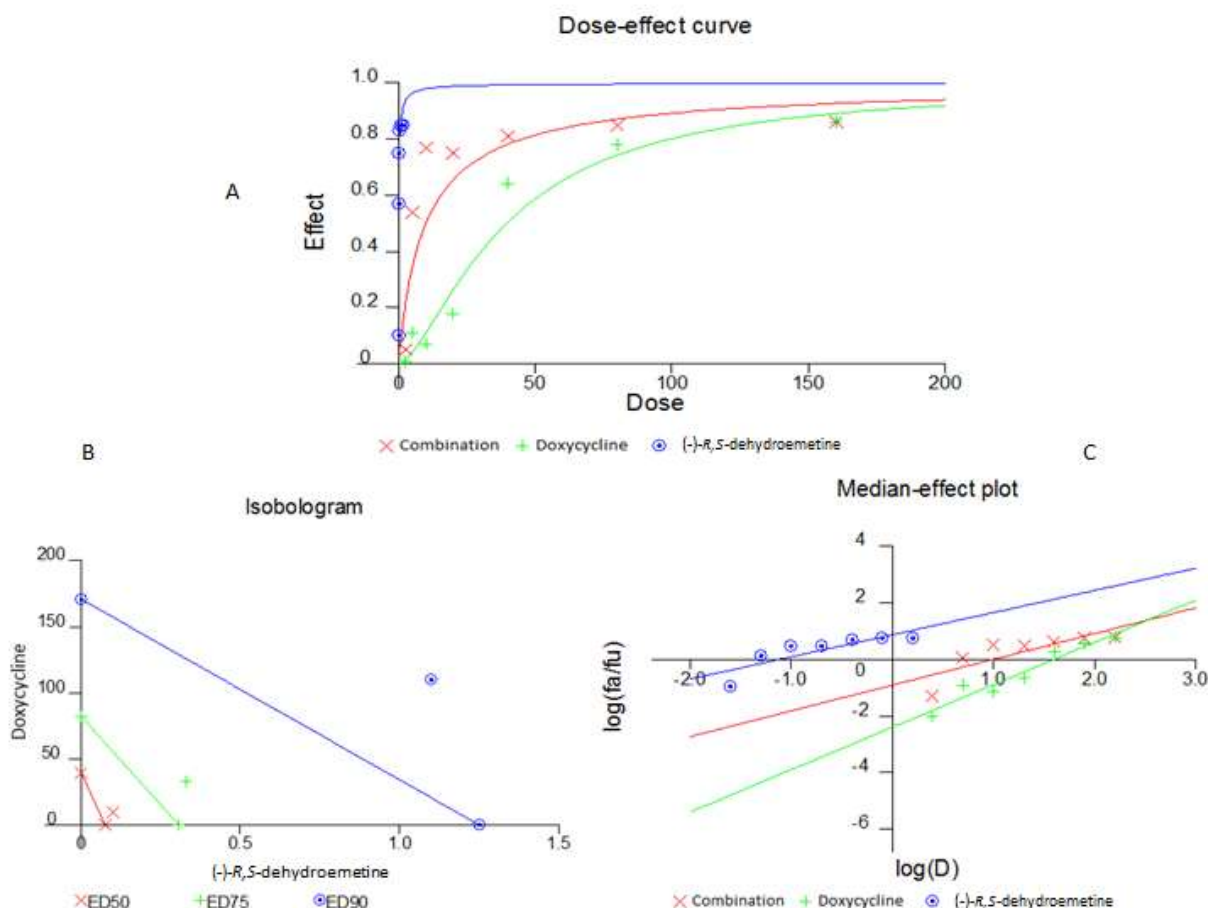 Dose-effect curve
1.0
0.8
A
0.6
Effect
0.4
0.2
0
0 50 100 150 200
Dose
Combination Doxycycline (-)-R,S-dehydroemetine
B
C
Isobologram
200
150
Doxycycline
100
50
0
0 0.5 1.0 1.5
(-)-R,S-dehydroemetine
ED50 ED75 ED90
Median-effect plot
4
2
log(fa/fu)
-2.0 -1.0 0 1.0 2.0 3.0
-2
-4
-6
log(D)
Combination Doxycycline (-)-R,S-dehydroemetine